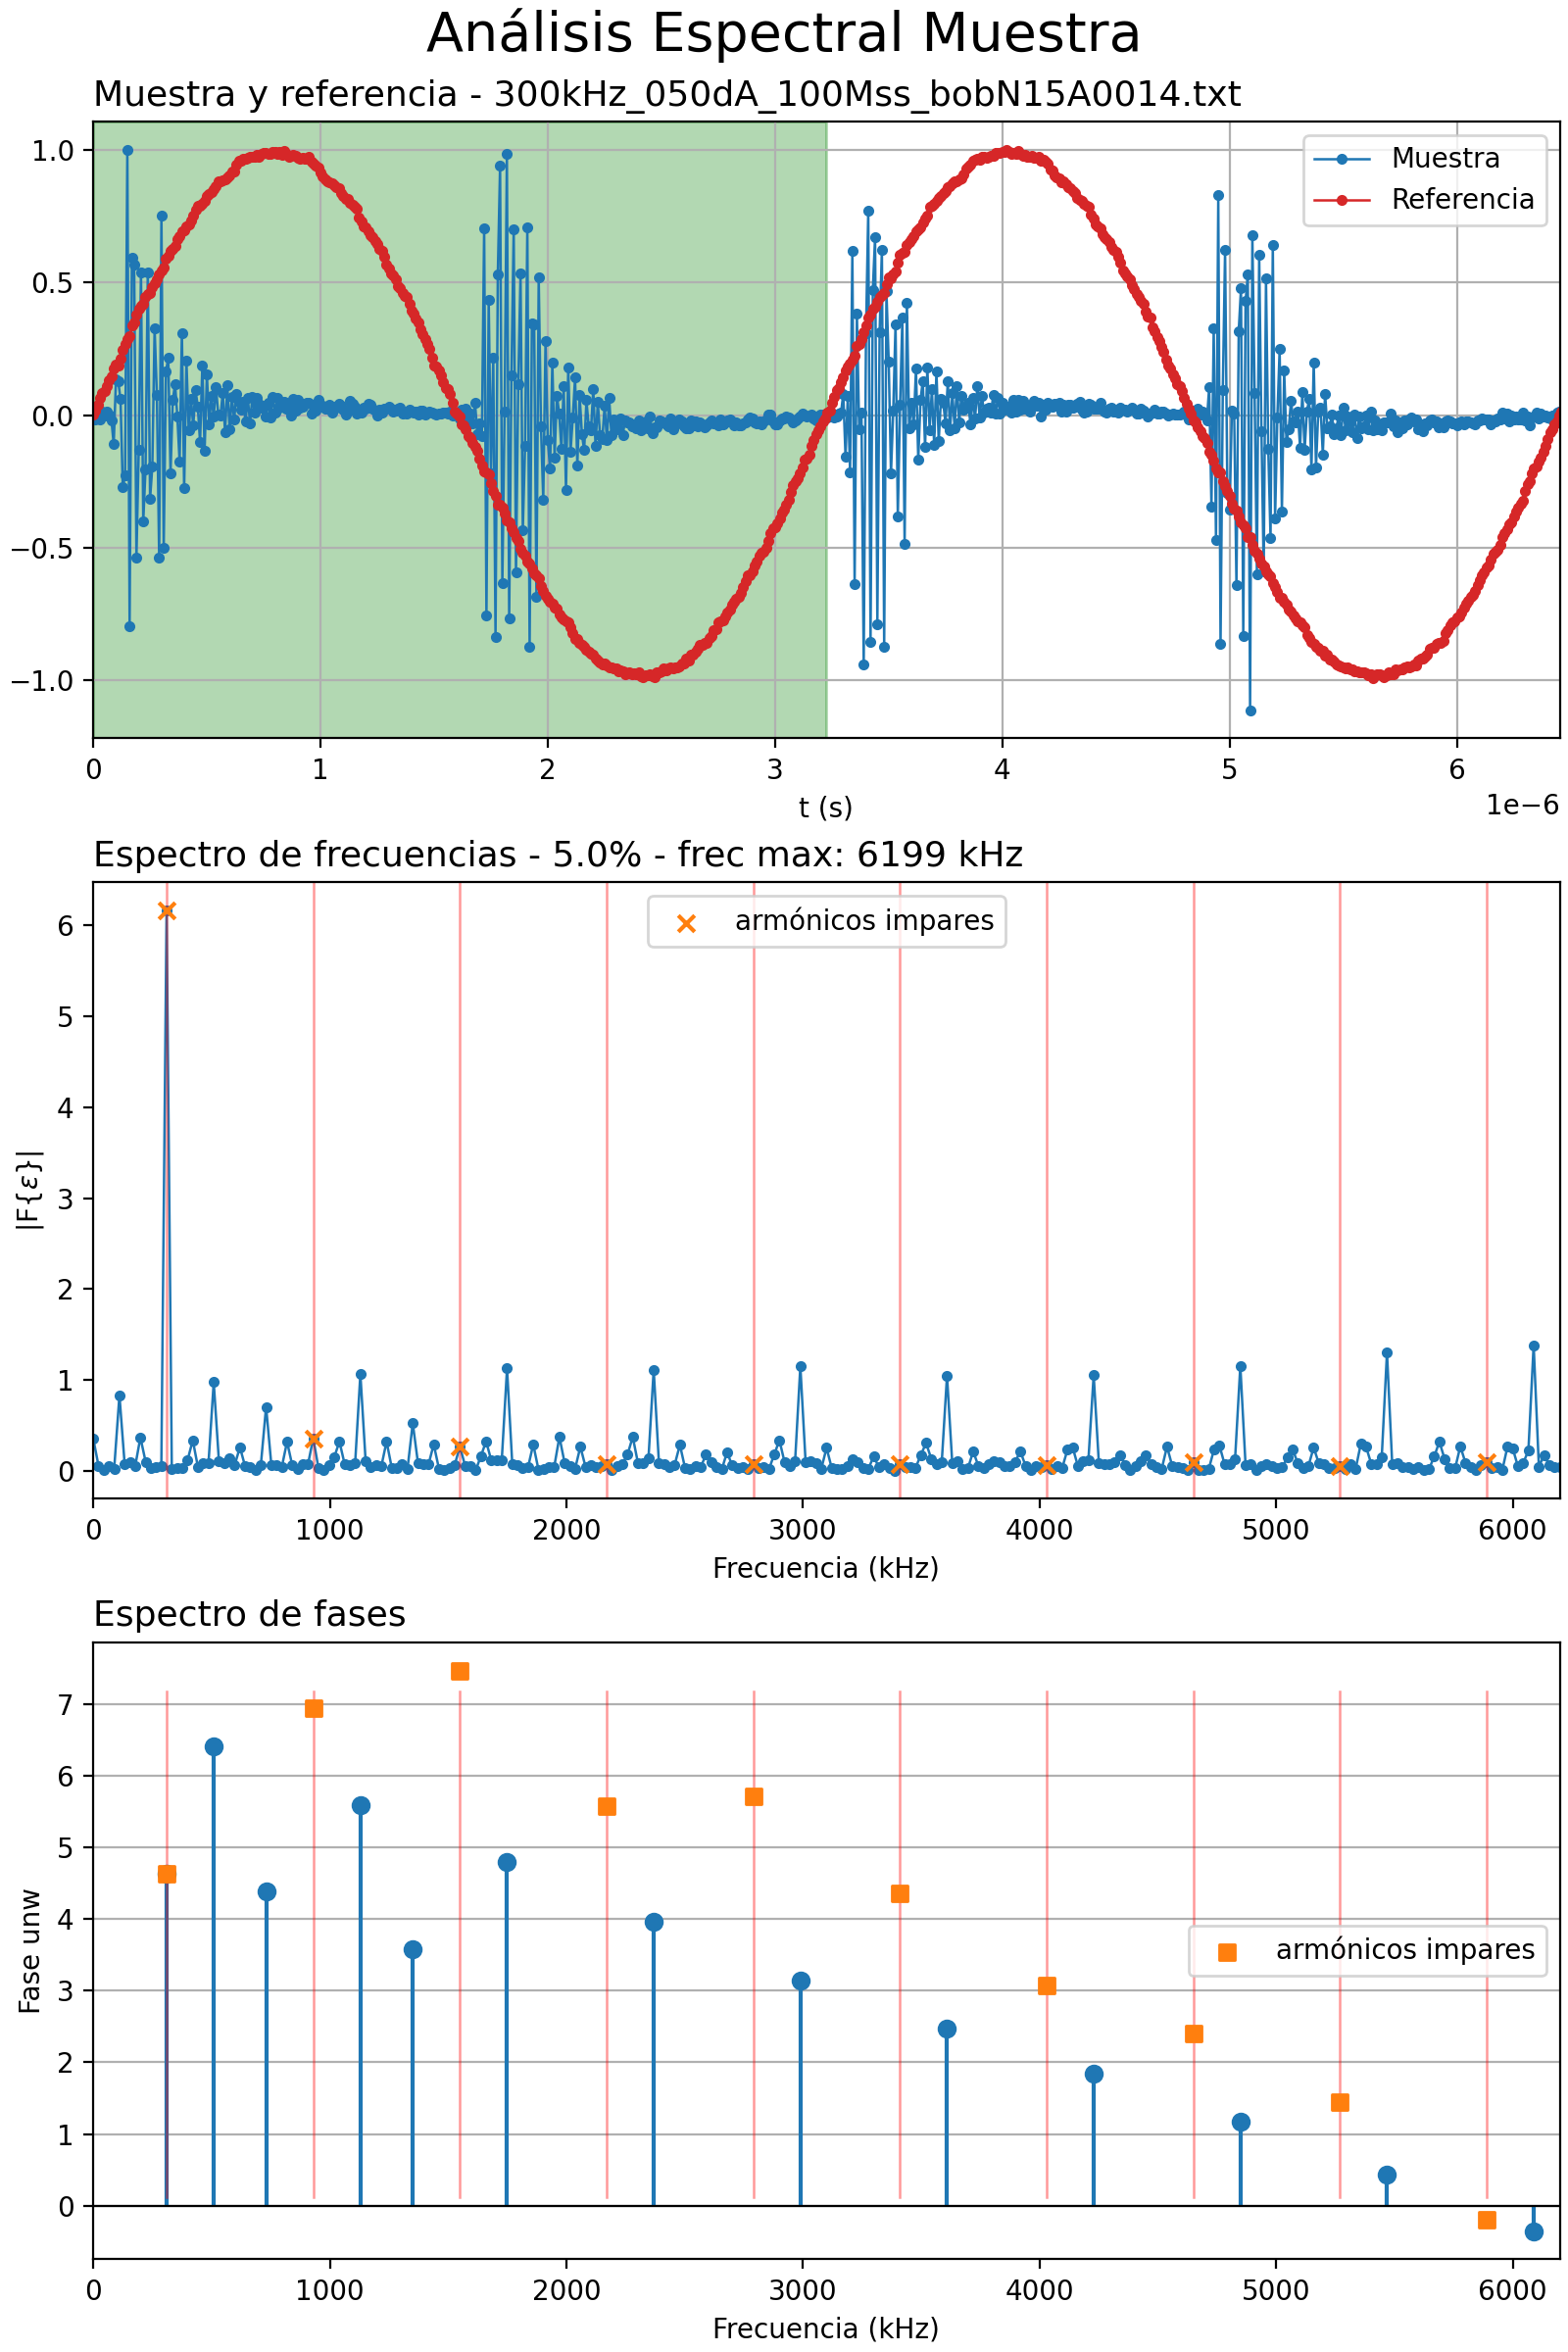 Análisis Espectral Muestra
Muestra y referencia - 300kHz_050dA_100Mss_bobN15A0014.txt
1.0
0.5
0.0
−0.5
−1.0
Muestra
Referencia
0 1 2 3 4 5 6
t (s)
1e−6
Espectro de frecuencias - 5.0% - frec max: 6199 kHz
|F{ε}|
6
5
4
3
2
1
0
armónicos impares
0 1000 2000 3000 4000 5000 6000
Frecuencia (kHz)
Espectro de fases
Fase unw
7
6
5
4
3
2
1
0
armónicos impares
0 1000 2000 3000 4000 5000 6000
Frecuencia (kHz)